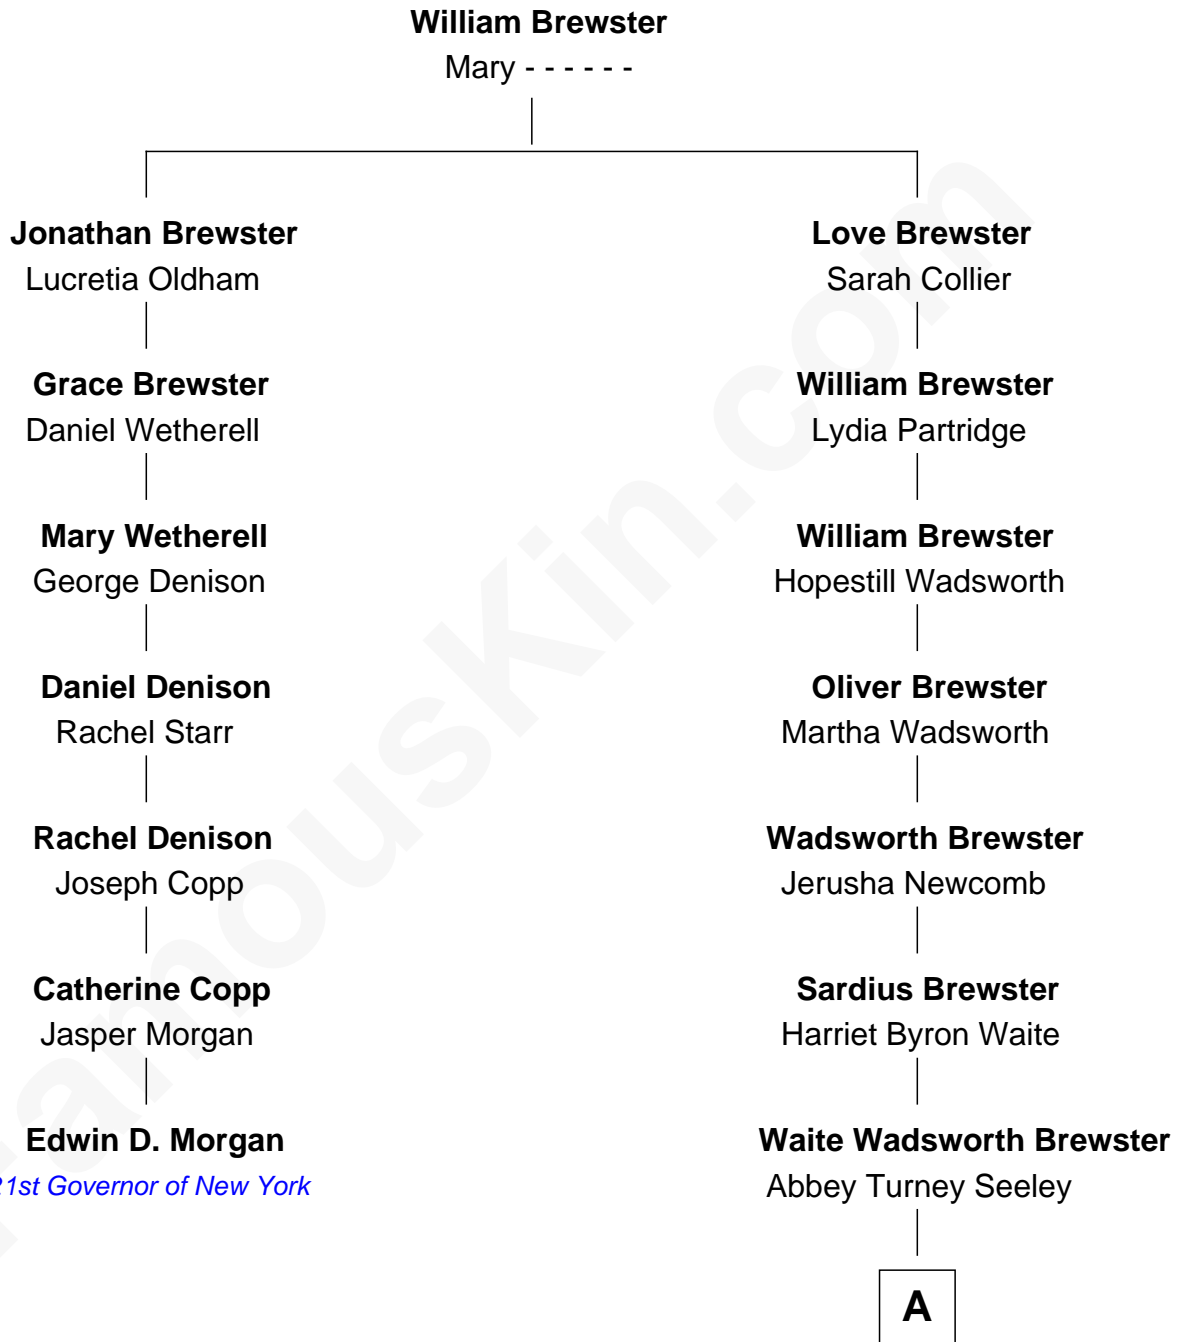 William Brewster
Mary - - - - - -
Jonathan Brewster
Lucretia Oldham
Love Brewster
Sarah Collier
Grace Brewster
Daniel Wetherell
William Brewster
Lydia Partridge
Mary Wetherell
George Denison
William Brewster
Hopestill Wadsworth
Daniel Denison
Rachel Starr
Oliver Brewster
Martha Wadsworth
Rachel Denison
Joseph Copp
Wadsworth Brewster
Jerusha Newcomb
Catherine Copp
Jasper Morgan
Sardius Brewster
Harriet Byron Waite
Edwin D. Morgan
21st Governor of New York
Waite Wadsworth Brewster
Abbey Turney Seeley
A
FamousKin.com